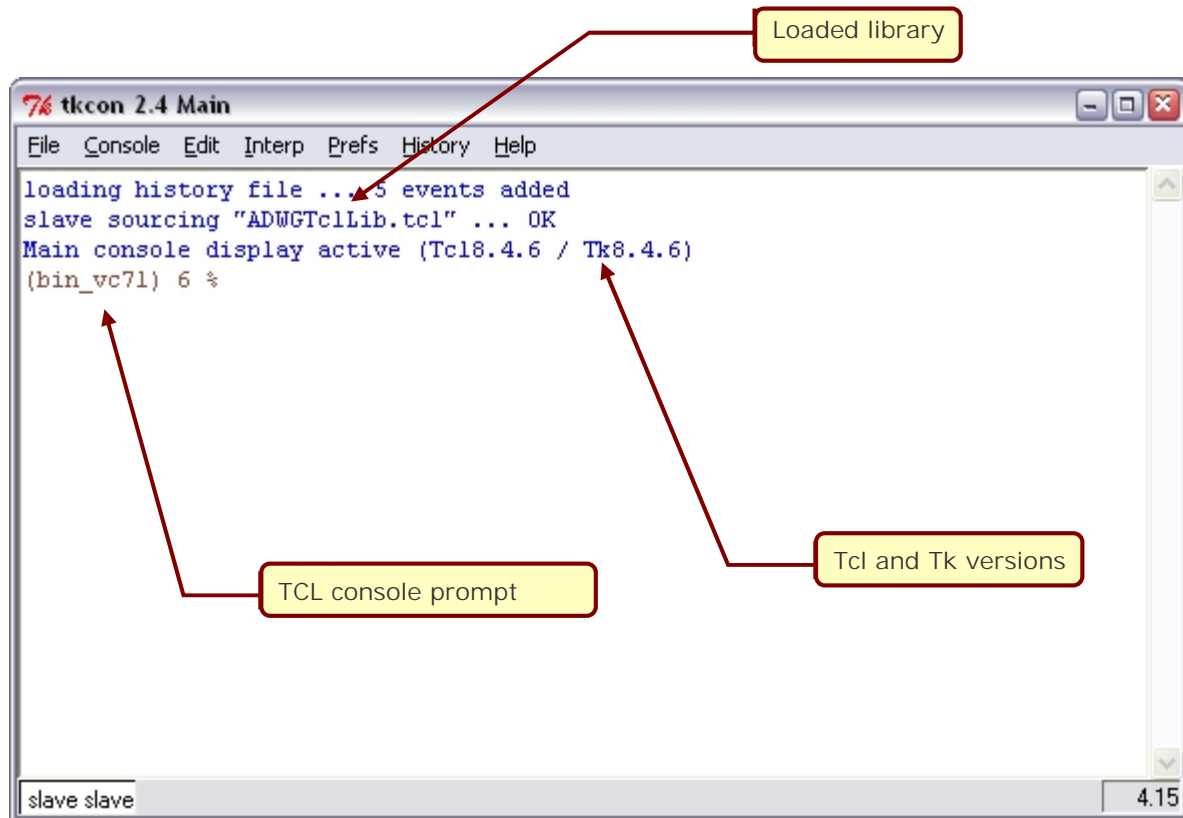 Loaded library
tkcon 2.4 Main
File Console Edit Interp Prefs History Help
loading history file ... 5 events added
slave sourcing "ADWGTclLib.tcl" ... OK
Main console display active (Tcl8.4.6 / Tk8.4.6)
(bin_vc71) 6 %
Tcl and Tk versions
TCL console prompt
slave slave
4.15